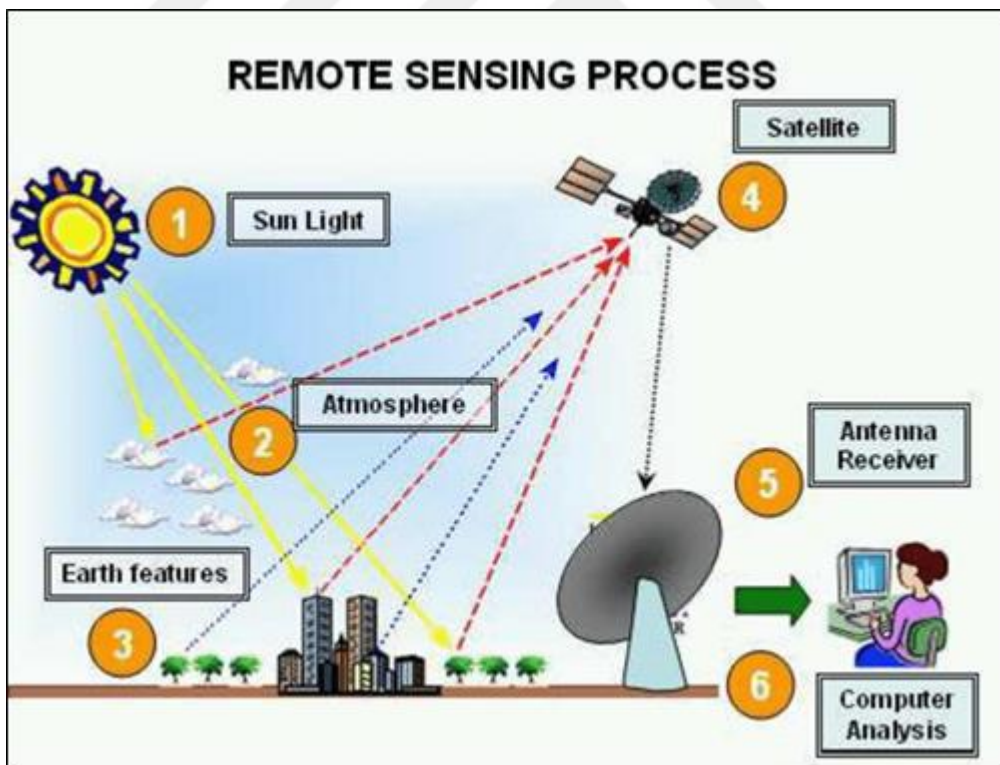 REMOTE SENSING PROCESS
Satellite
4
1
Sun Light
Atmosphere
2
Antenna
Receiver
5
Earth features
3
R
6
Computer
Analysis